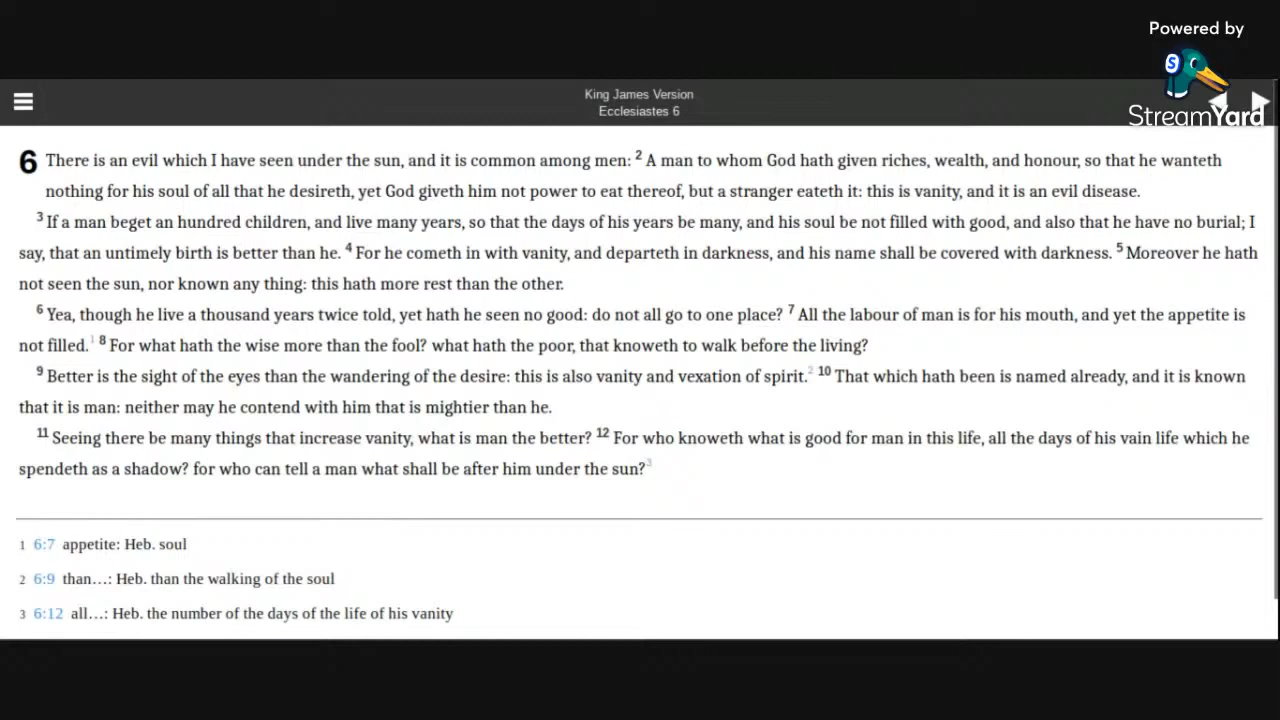 Powered by
S
StreamYard
King James Version
Ecclesiastes 6
6 There is an evil which I have seen under the sun, and it is common among men: 2 A man to whom God hath given riches, wealth, and honour, so that he wanteth
nothing for his soul of all that he desireth, yet God giveth him not power to eat thereof, but a stranger eateth it: this is vanity, and it is an evil disease.
3 If a man beget an hundred children, and live many years, so that the days of his years be many, and his soul be not filled with good, and also that he have no burial; I
say, that an untimely birth is better than he. 4 For he cometh in with vanity, and departeth in darkness, and his name shall be covered with darkness. 5 Moreover he hath
not seen the sun, nor known any thing: this hath more rest than the other.
6 Yea, though he live a thousand years twice told, yet hath he seen no good: do not all go to one place? 7 All the labour of man is for his mouth, and yet the appetite is
not filled. 1 8 For what hath the wise more than the fool? what hath the poor, that knoweth to walk before the living?
9 Better is the sight of the eyes than the wandering of the desire: this is also vanity and vexation of spirit. 2 10 That which hath been is named already, and it is known
that it is man: neither may he contend with him that is mightier than he.
11 Seeing there be many things that increase vanity, what is man the better? 12 For who knoweth what is good for man in this life, all the days of his vain life which he
spendeth as a shadow? for who can tell a man what shall be after him under the sun? 3
1 6:7 appetite: Heb. soul
2 6:9 than…: Heb. than the walking of the soul
3 6:12 all…: Heb. the number of the days of the life of his vanity